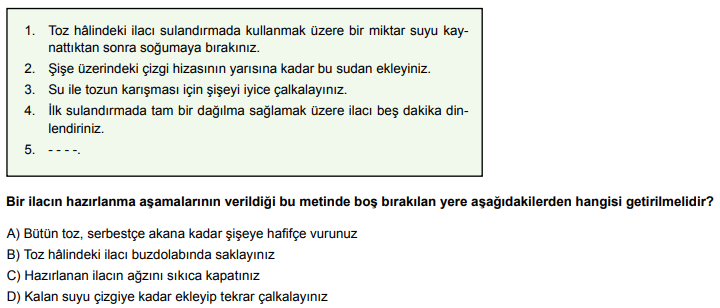 1. Toz hâlindeki ilacı sulandırmada kullanmak üzere bir miktar suyu kay-
nattıktan sonra soğumaya bırakınız.
2. Şişe üzerindeki çizgi hizasının yarısına kadar bu sudan ekleyiniz.
3. Su ile tozun karışması için şişeyi iyice çalkalayınız.
4. İlk sulandırmada tam bir dağılma sağlamak üzere ilacı beş dakika din-
lendiriniz.
5. - - - -.
Bir ilacın hazırlanma aşamalarının verildiği bu metinde boş bırakılan yere aşağıdakilerden hangisi getirilmelidir?
A) Bütün toz, serbestçe akana kadar şişeye hafifçe vurunuz
B) Toz hâlindeki ilacı buzdolabında saklayınız
C) Hazırlanan ilacın ağzını sıkıca kapatınız
D) Kalan suyu çizgiye kadar ekleyip tekrar çalkalayınız